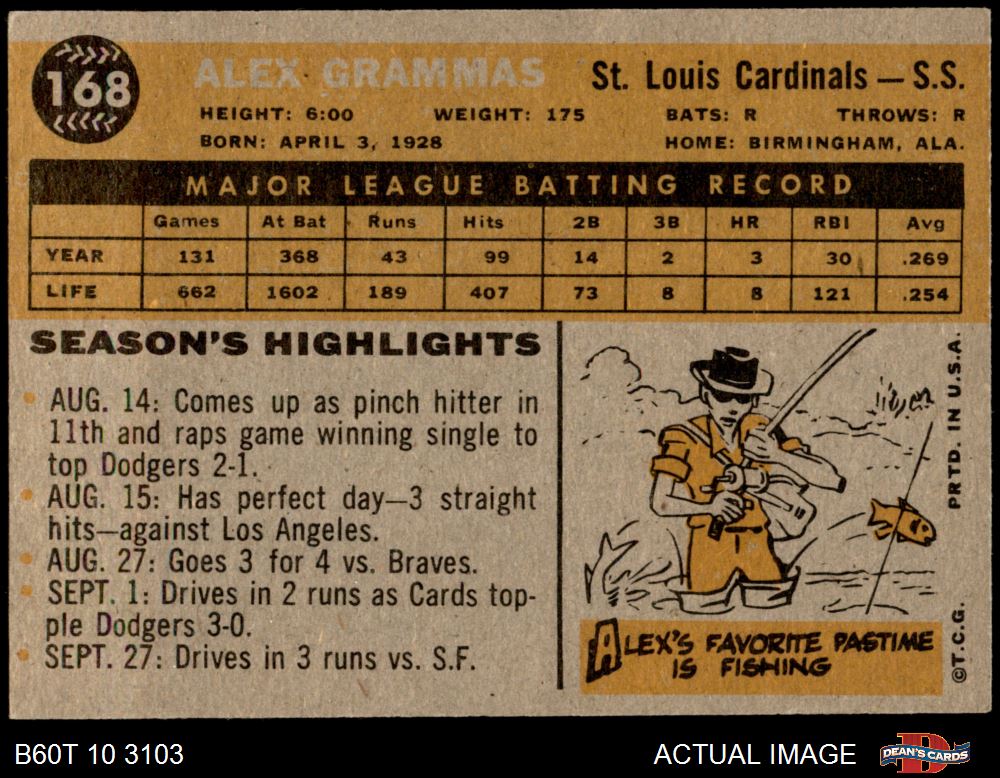 168
ALEX GRAMMAS
St. Louis Cardinals — S.S.
HEIGHT: 6:00 WEIGHT: 175 BATS: R THROWS: R
BORN: APRIL 3, 1928 HOME: BIRMINGHAM, ALA.
MAJOR LEAGUE BATTING RECORD
Games At Bat Runs Hits 2B 3B HR RBI Avg
YEAR 131 368 43 99 14 2 3 30 .269
LIFE 662 1602 189 407 73 8 8 121 .254
SEASON'S HIGHLIGHTS
AUG. 14: Comes up as pinch hitter in
11th and raps game winning single to
top Dodgers 2-1.
AUG. 15: Has perfect day—3 straight
hits—against Los Angeles.
AUG. 27: Goes 3 for 4 vs. Braves.
SEPT. 1: Drives in 2 runs as Cards top-
ple Dodgers 3-0.
SEPT. 27: Drives in 3 runs vs. S.F.
ALEX'S FAVORITE PASTIME
IS FISHING
©T.C.G. PRTD. IN U.S.A.
B60T 10 3103
ACTUAL IMAGE
DEAN'S CARDS